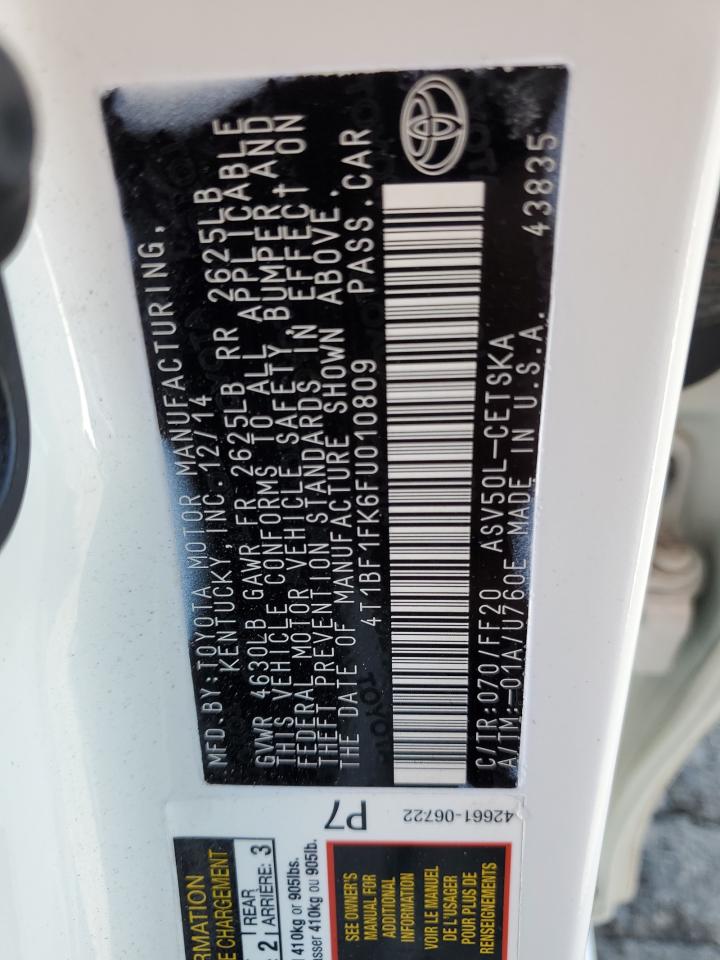 MFD.BY:TOYOTA MOTOR MANUFACTURING,
KENTUCKY, INC.12/14
GVWR 4630LB GAWR FR 2625LB RR 2625LB
THIS VEHICLE CONFORMS TO ALL APPLICABLE
FEDERAL MOTOR VEHICLE SAFETY, BUMPER AND
THEFT PREVENTION STANDARDS IN EFFECT ON
THE DATE OF MANUFACTURE SHOWN ABOVE.
4T1BF1FK6FU010809 PASS.CAR
C/TR:070/FF20 ASV50L-CETSKA
A/TM:-01A/U760E MADE IN U.S.A. 43835
P7
42661-06722
2 REAR
ARRIÈRE: 3
410kg or 905lbs.
410kg ou 905lb.
SEE OWNER'S
MANUAL FOR
ADDITIONAL
INFORMATION
VOIR LE MANUEL
DE L'USAGER
POUR PLUS DE
RENSEIGNEMENTS